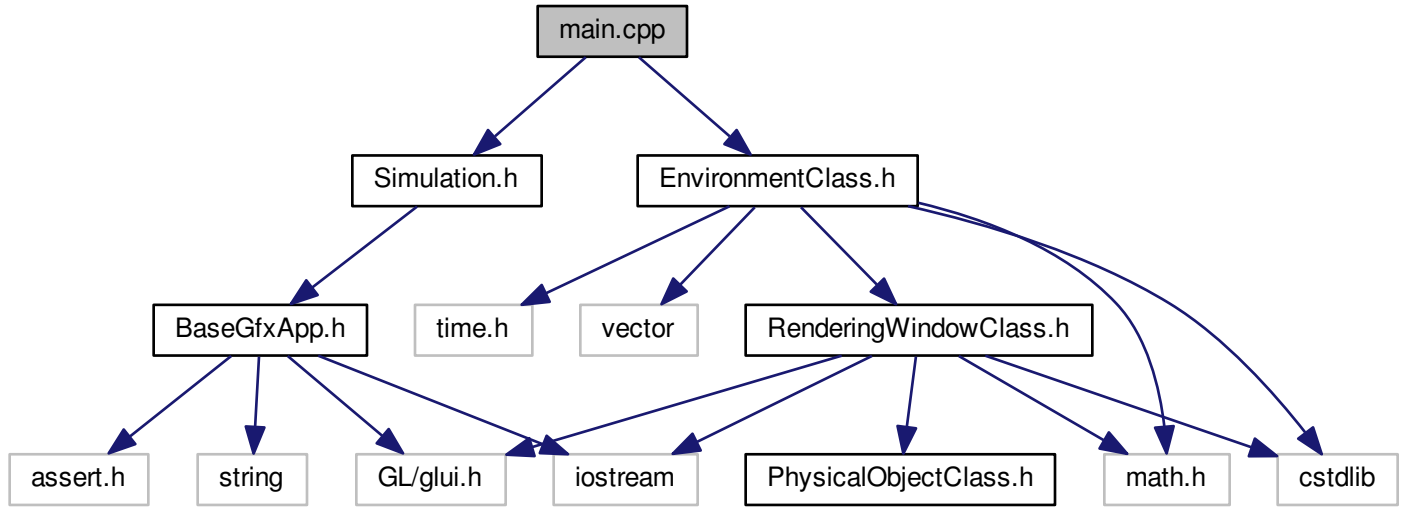 main.cpp
Simulation.h
EnvironmentClass.h
BaseGfxApp.h
time.h
vector
RenderingWindowClass.h
assert.h
string
GL/glui.h
iostream
PhysicalObjectClass.h
math.h
cstdlib